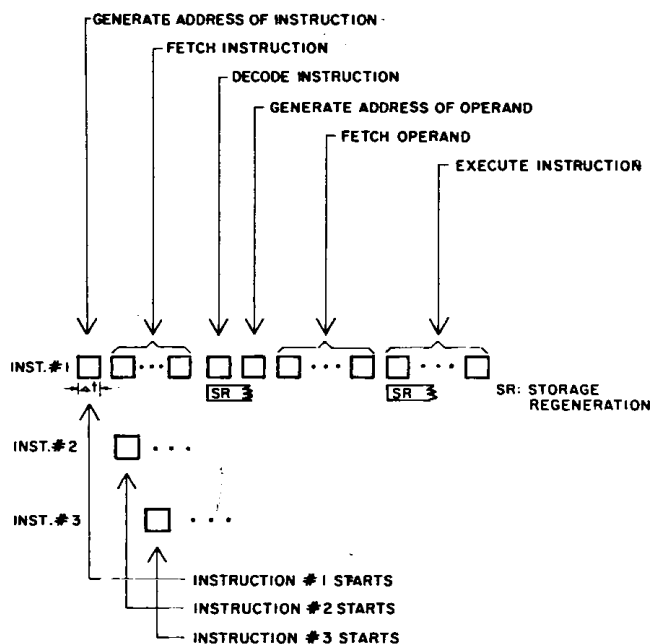 GENERATE ADDRESS OF INSTRUCTION
FETCH INSTRUCTION
DECODE INSTRUCTION
GENERATE ADDRESS OF OPERAND
FETCH OPERAND
EXECUTE INSTRUCTION
INST.#1
Δt
SR
SR
SR: STORAGE
REGENERATION
INST.#2
INST.#3
INSTRUCTION #1 STARTS
INSTRUCTION #2 STARTS
INSTRUCTION #3 STARTS